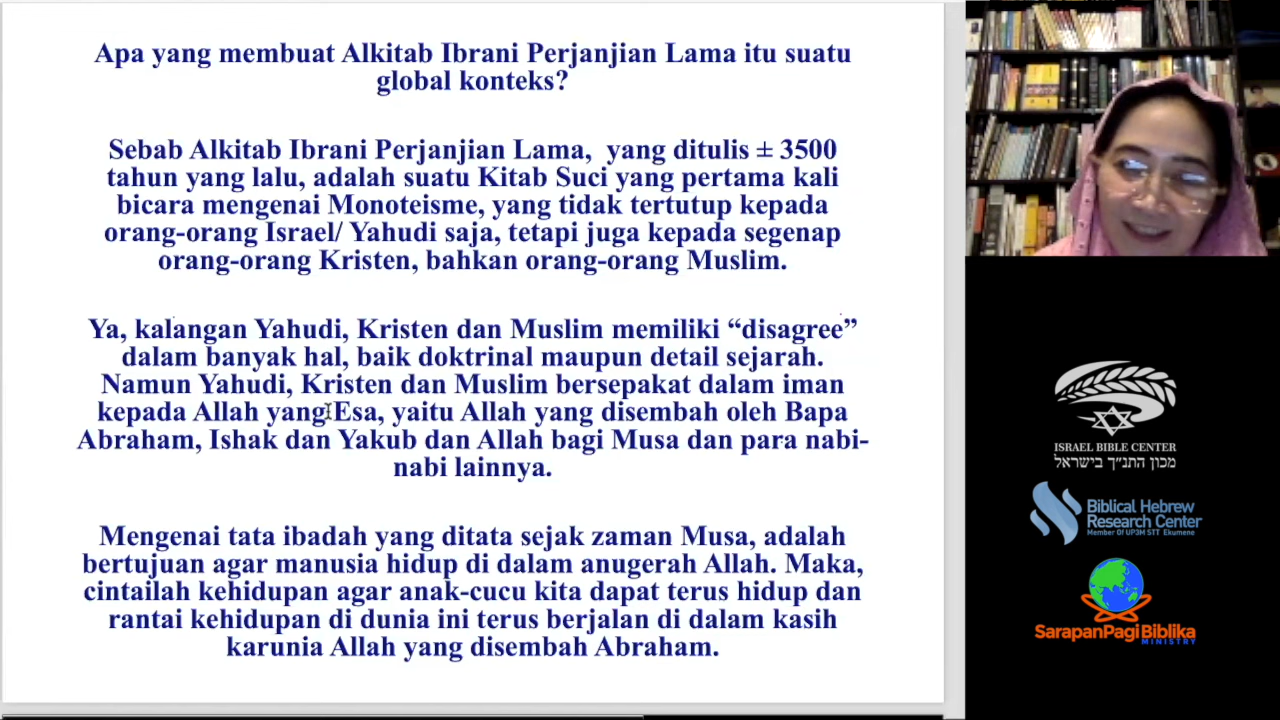 Apa yang membuat Alkitab Ibrani Perjanjian Lama itu suatu
global konteks?
Sebab Alkitab Ibrani Perjanjian Lama, yang ditulis ± 3500
tahun yang lalu, adalah suatu Kitab Suci yang pertama kali
bicara mengenai Monoteisme, yang tidak tertutup kepada
orang-orang Israel/ Yahudi saja, tetapi juga kepada segenap
orang-orang Kristen, bahkan orang-orang Muslim.
Ya, kalangan Yahudi, Kristen dan Muslim memiliki “disagree”
dalam banyak hal, baik doktrinal maupun detail sejarah.
Namun Yahudi, Kristen dan Muslim bersepakat dalam iman
kepada Allah yang Esa, yaitu Allah yang disembah oleh Bapa
Abraham, Ishak dan Yakub dan Allah bagi Musa dan para nabi-
nabi lainnya.
Mengenai tata ibadah yang ditata sejak zaman Musa, adalah
bertujuan agar manusia hidup di dalam anugerah Allah. Maka,
cintailah kehidupan agar anak-cucu kita dapat terus hidup dan
rantai kehidupan di dunia ini terus berjalan di dalam kasih
karunia Allah yang disembah Abraham.
ISRAEL BIBLE CENTER
מכון התנ״ך בישראל
Biblical Hebrew
Research Center
Member Of UP3M STT Ekumene
SarapanPagi Biblika
MINISTRY